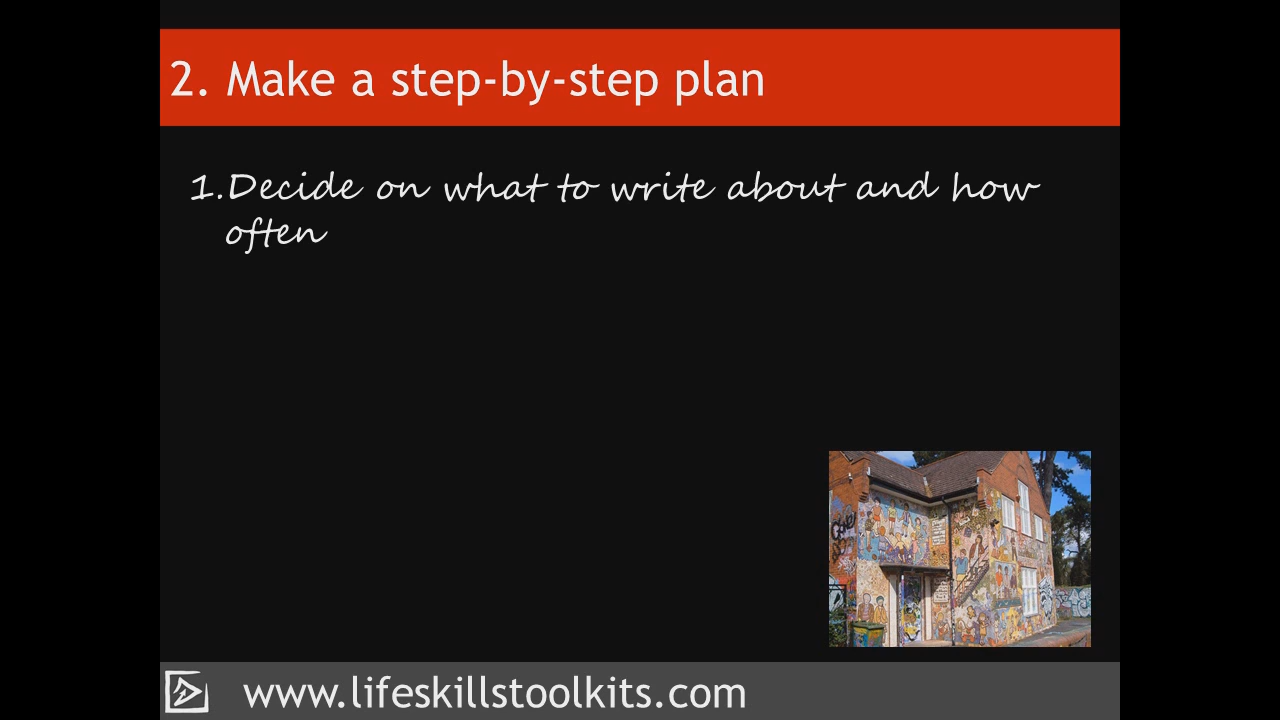 2. Make a step-by-step plan
1.Decide on what to write about and how
often
www.lifeskillstoolkits.com